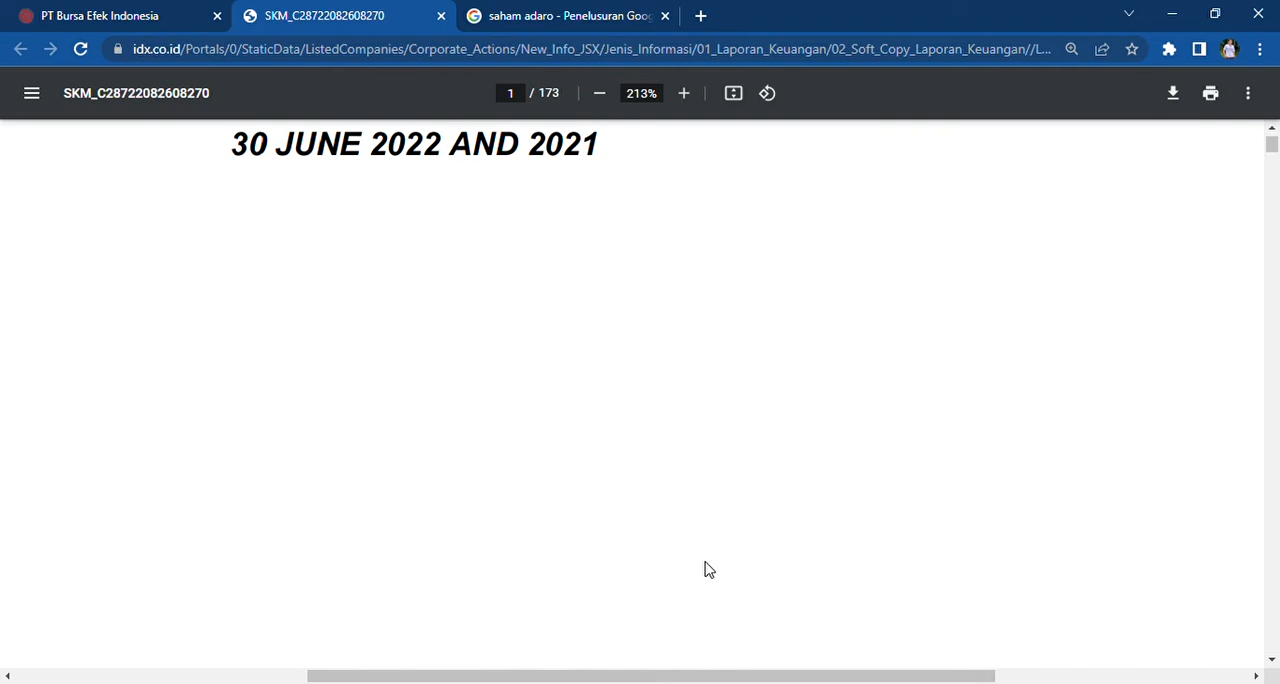 PT Bursa Efek Indonesia
SKM_C28722082608270
saham adaro - Penelusuran Goog
idx.co.id/Portals/0/StaticData/ListedCompanies/Corporate_Actions/New_Info_JSX/Jenis_Informasi/01_Laporan_Keuangan/02_Soft_Copy_Laporan_Keuangan//L...
SKM_C28722082608270
1 / 173
213%
30 JUNE 2022 AND 2021